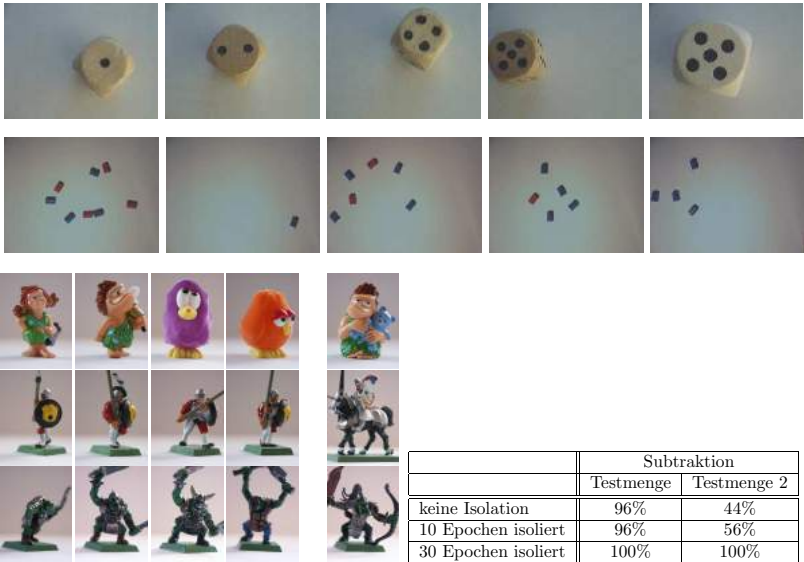 Subtraktion
Testmenge Testmenge 2
keine Isolation 96% 44%
10 Epochen isoliert 96% 56%
30 Epochen isoliert 100% 100%